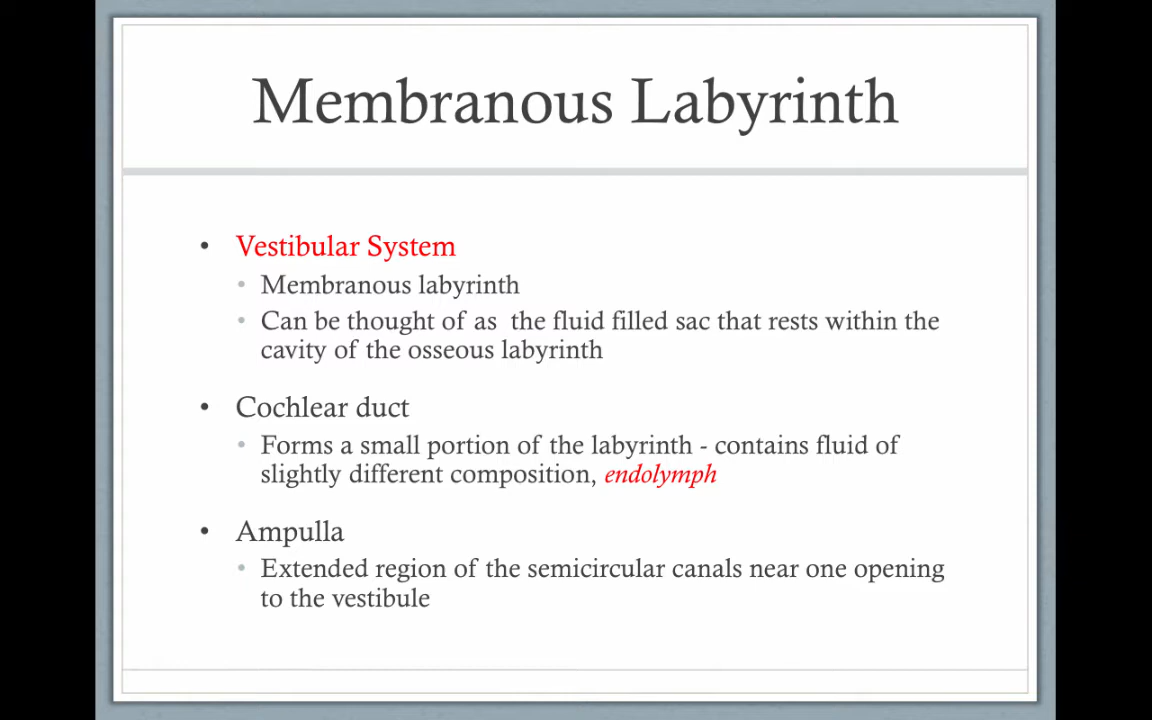 Membranous Labyrinth
• Vestibular System
• Membranous labyrinth
• Can be thought of as  the fluid filled sac that rests within the
cavity of the osseous labyrinth
• Cochlear duct
• Forms a small portion of the labyrinth - contains fluid of
slightly different composition, endolymph
• Ampulla
• Extended region of the semicircular canals near one opening
to the vestibule